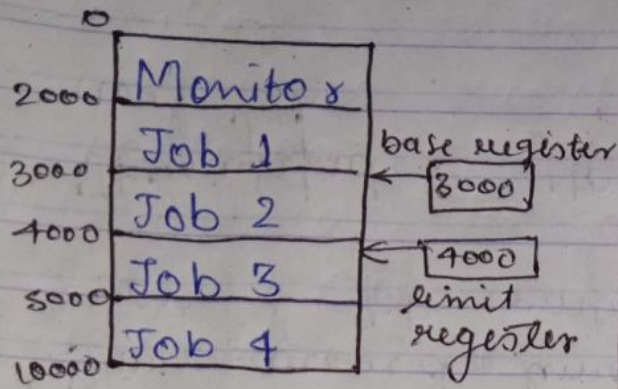 0
Monitor
2000
Job 1
base register
3000
3000
Job 2
4000
4000
Job 3
5000
limit
register
Job 4
10000